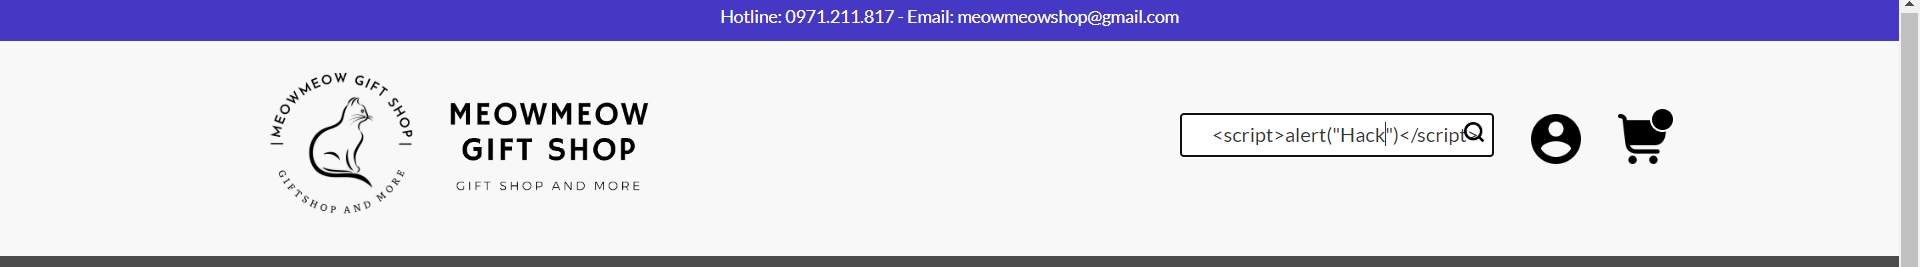 Hotline: 0971.211.817 - Email: meowmeowshop@gmail.com
|MEOWMEOW GIFT SHOP|
GIFTSHOP AND MORE
MEOWMEOW
GIFT SHOP
GIFT SHOP AND MORE
<script>alert("Hack")</script>